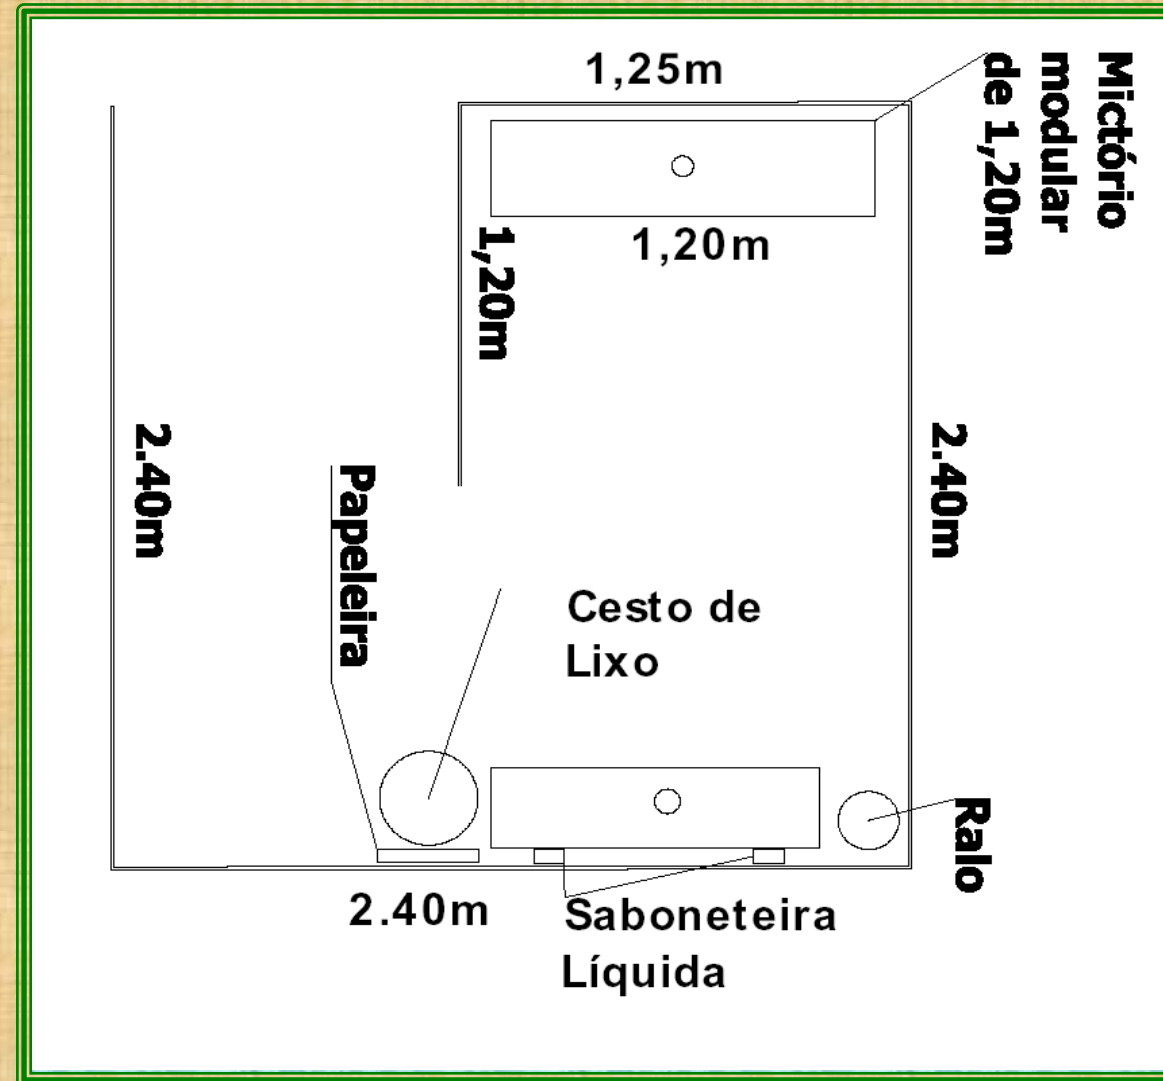 1,25m
Mictório
modular
de 1,20m
1,20m
1,20m
2.40m
2.40m
Papeleira
Cesto de
Lixo
Ralo
2.40m
Saboneteira
Líquida